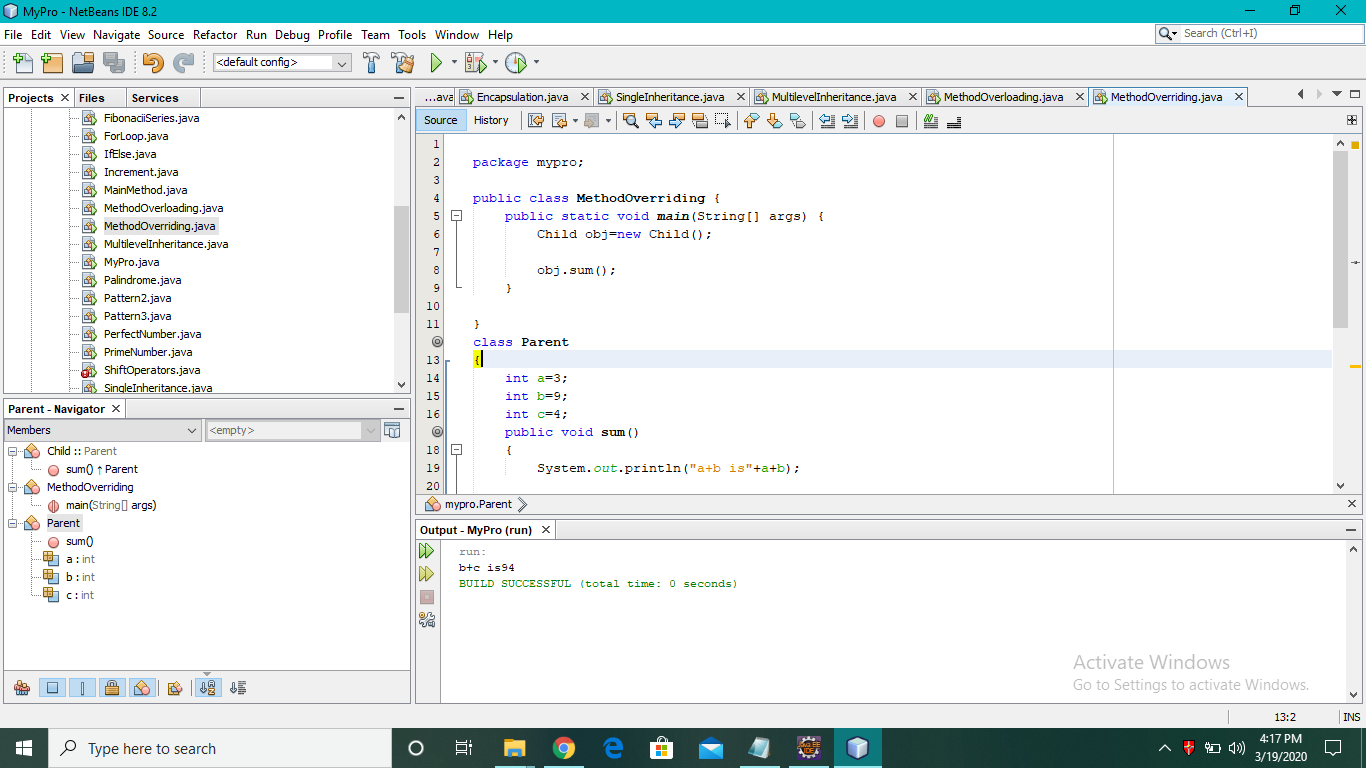 MyPro - NetBeans IDE 8.2
File Edit View Navigate Source Refactor Run Debug Profile Team Tools Window Help
Search (Ctrl+I)
<default config>
Projects Files Services
FibonaciiSeries.java
ForLoop.java
IfElse.java
Increment.java
MainMethod.java
MethodOverloading.java
MethodOverriding.java
MultilevelInheritance.java
MyPro.java
Palindrome.java
Pattern2.java
Pattern3.java
PerfectNumber.java
PrimeNumber.java
ShiftOperators.java
SingleInheritance.java
Parent - Navigator
Members <empty>
Child :: Parent
sum() ↑ Parent
MethodOverriding
main(String[] args)
Parent
sum()
a : int
b : int
c : int
...ava Encapsulation.java SingleInheritance.java MultilevelInheritance.java MethodOverloading.java MethodOverriding.java
Source History
1
2 package mypro;
3
4 public class MethodOverriding {
5 public static void main(String[] args) {
6 Child obj=new Child();
7
8 obj.sum();
9 }
10
11 }
class Parent
13 {
14 int a=3;
15 int b=9;
16 int c=4;
public void sum()
18 {
19 System.out.println("a+b is"+a+b);
20
mypro.Parent
Output - MyPro (run)
run:
b+c is94
BUILD SUCCESSFUL (total time: 0 seconds)
Activate Windows
Go to Settings to activate Windows.
13:2 INS
Type here to search
4:17 PM
3/19/2020